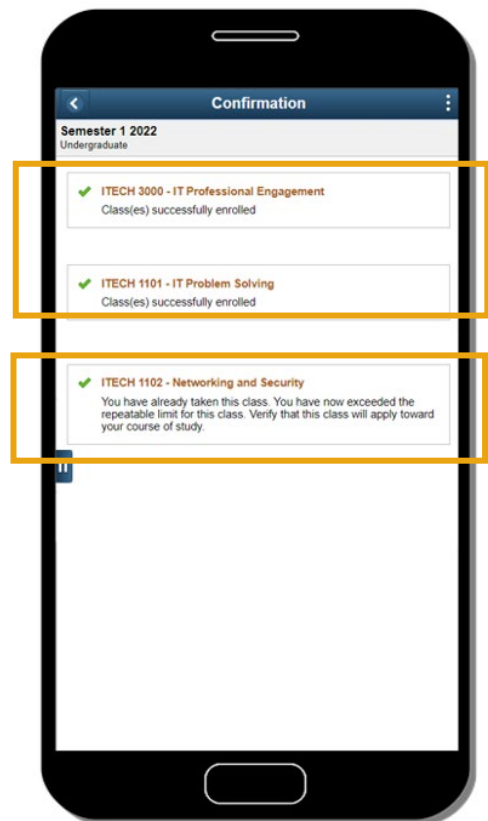 Confirmation
Semester 1 2022
Undergraduate
ITECH 3000 - IT Professional Engagement
Class(es) successfully enrolled
ITECH 1101 - IT Problem Solving
Class(es) successfully enrolled
ITECH 1102 - Networking and Security
You have already taken this class. You have now exceeded the
repeatable limit for this class. Verify that this class will apply toward
your course of study.